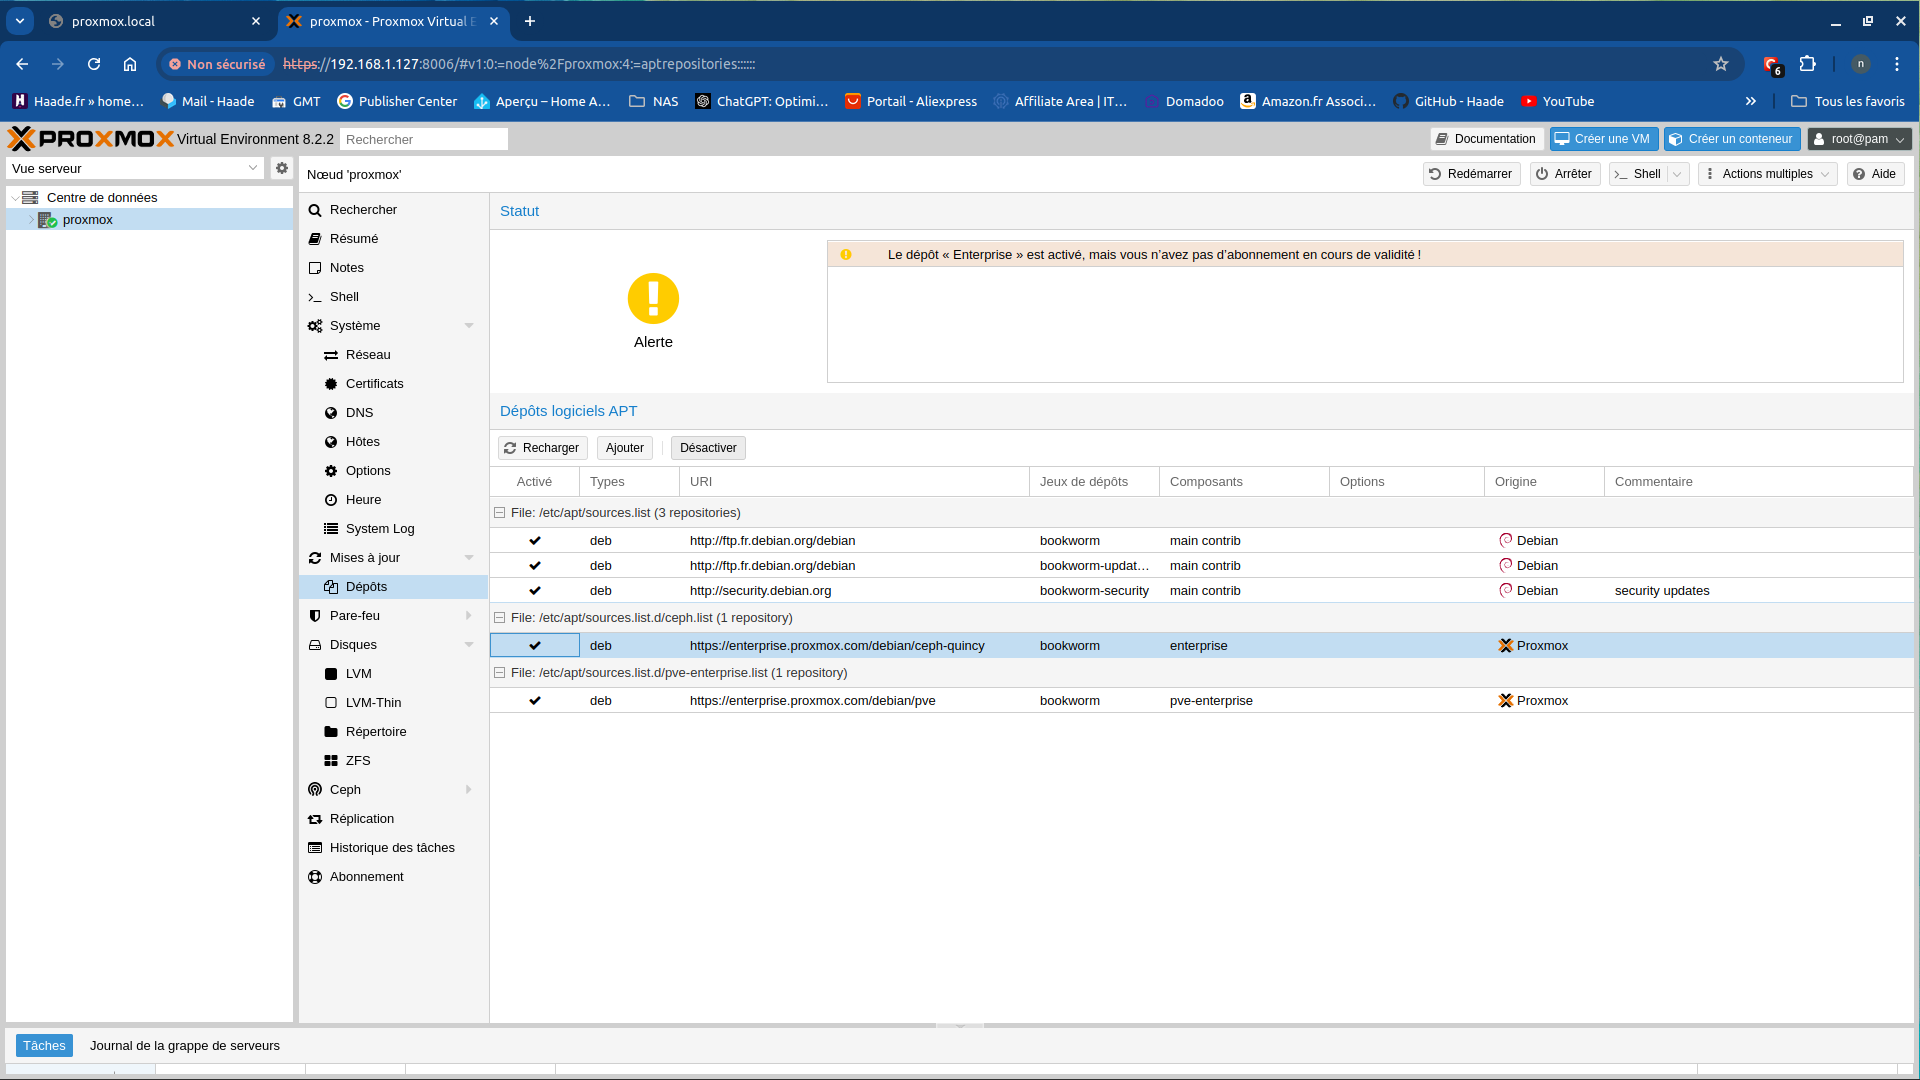 proxmox.local
proxmox - Proxmox Virtual E
Non sécurisé
https://192.168.1.127:8006/#v1:0:=node%2Fproxmox:4:=aptrepositories::::::
6
n
Haade.fr » home…
Mail - Haade
GMT
Publisher Center
Aperçu – Home A…
NAS
ChatGPT: Optimi…
Portail - Aliexpress
Affiliate Area | IT…
Domadoo
Amazon.fr Associ…
GitHub - Haade
YouTube
Tous les favoris
PROXMOX Virtual Environment 8.2.2
Rechercher
Documentation
Créer une VM
Créer un conteneur
root@pam
Vue serveur
Centre de données
proxmox
Nœud 'proxmox'
Redémarrer
Arrêter
Shell
Actions multiples
Aide
Rechercher
Résumé
Notes
Shell
Système
Réseau
Certificats
DNS
Hôtes
Options
Heure
System Log
Mises à jour
Dépôts
Pare-feu
Disques
LVM
LVM-Thin
Répertoire
ZFS
Ceph
Réplication
Historique des tâches
Abonnement
Statut
Alerte
Le dépôt « Enterprise » est activé, mais vous n’avez pas d’abonnement en cours de validité !
Dépôts logiciels APT
Recharger
Ajouter
Désactiver
Activé Types URI Jeux de dépôts Composants Options Origine Commentaire
File: /etc/apt/sources.list (3 repositories)
deb http://ftp.fr.debian.org/debian bookworm main contrib Debian
deb http://ftp.fr.debian.org/debian bookworm-updat… main contrib Debian
deb http://security.debian.org bookworm-security main contrib Debian security updates
File: /etc/apt/sources.list.d/ceph.list (1 repository)
deb https://enterprise.proxmox.com/debian/ceph-quincy bookworm enterprise Proxmox
File: /etc/apt/sources.list.d/pve-enterprise.list (1 repository)
deb https://enterprise.proxmox.com/debian/pve bookworm pve-enterprise Proxmox
Tâches
Journal de la grappe de serveurs